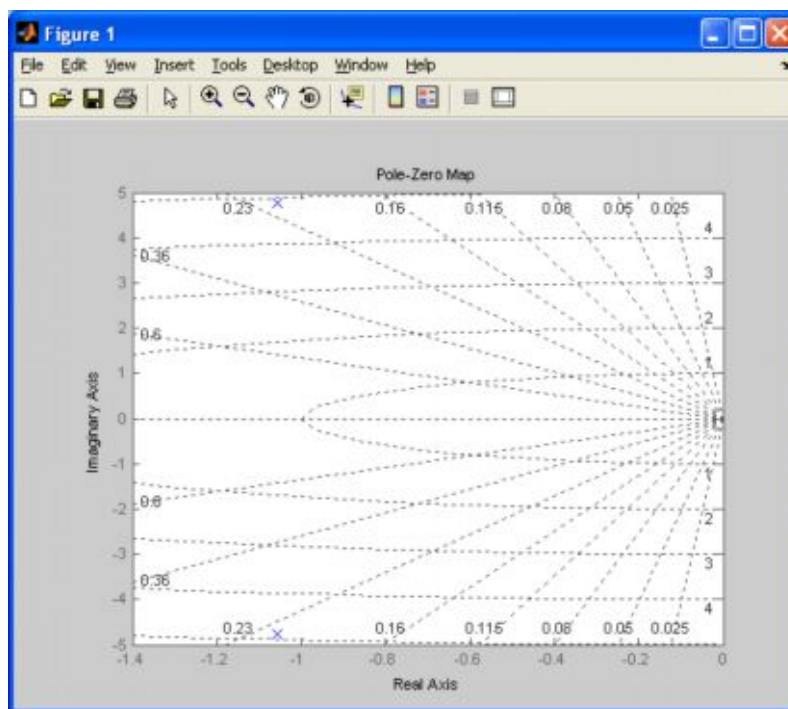 Figure 1
File Edit View Insert Tools Desktop Window Help
Pole-Zero Map
5
0.23 0.16 0.115 0.08 0.05 0.025
4 4
0.36
3 3
2 2
1 1
Imaginary Axis
0
-1 1
-2 2
-3 3
0.36
-4 4
0.23 0.16 0.115 0.08 0.05 0.025
-5
-1.4 -1.2 -1 -0.8 -0.6 -0.4 -0.2 0
Real Axis